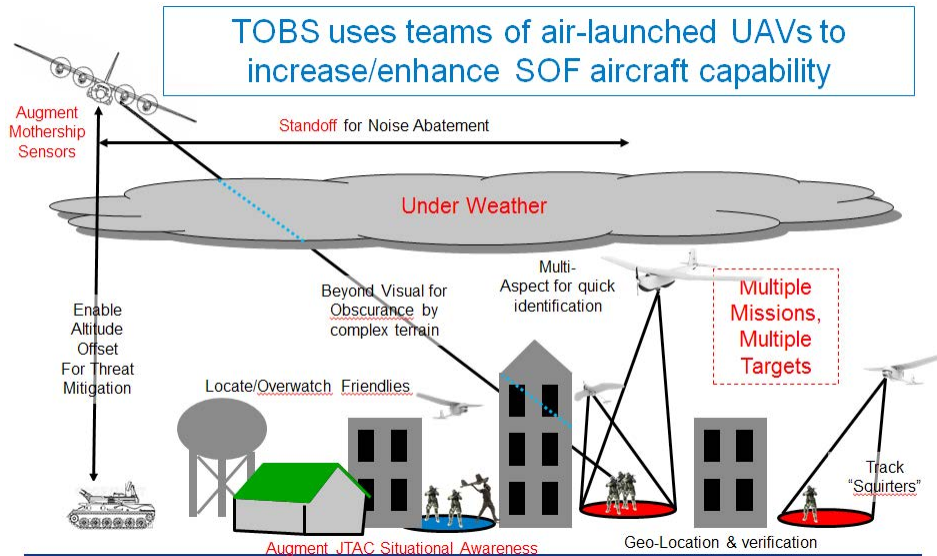 TOBS uses teams of air-launched UAVs to
increase/enhance SOF aircraft capability
Augment
Mothership
Sensors
Standoff for Noise Abatement
Under Weather
Enable
Altitude
Offset
For Threat
Mitigation
Beyond Visual for
Obscurance by
complex terrain
Multi-
Aspect for quick
identification
Multiple
Missions,
Multiple
Targets
Locate/Overwatch Friendlies
Track
“Squirters”
Augment JTAC Situational Awareness
Geo-Location & verification